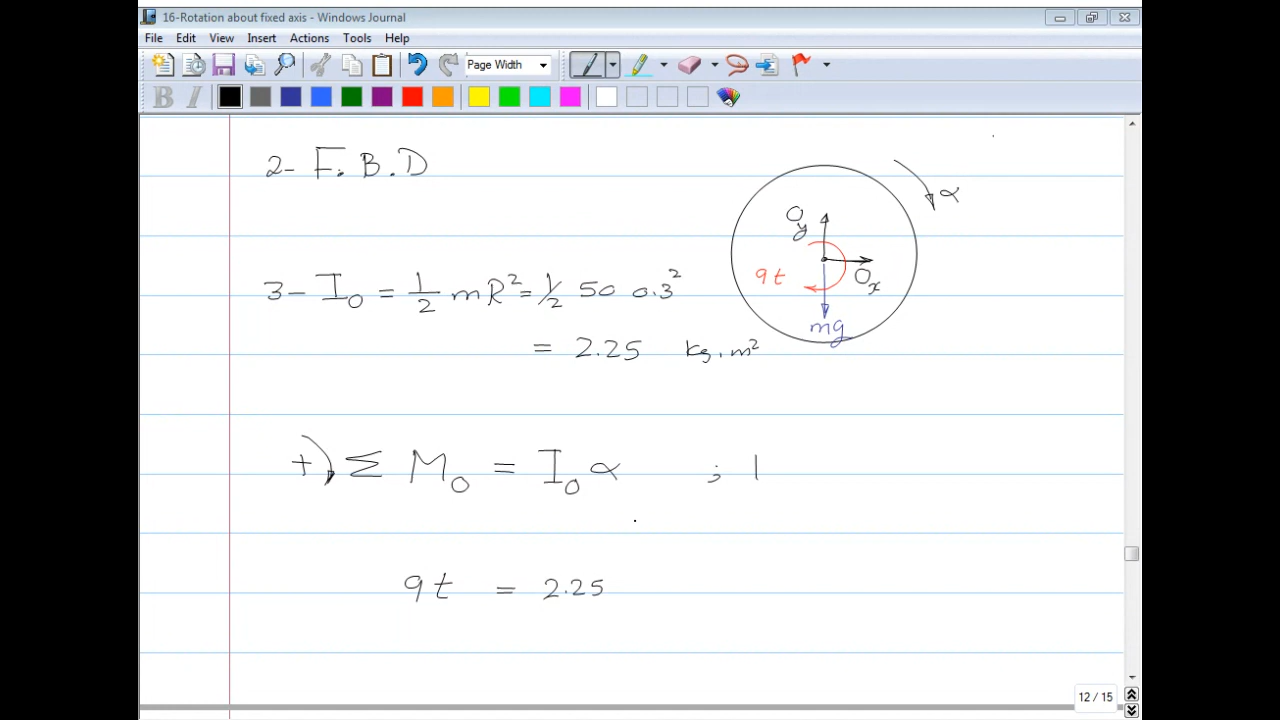 16-Rotation about fixed axis - Windows Journal
File Edit View Insert Actions Tools Help
Page Width
B I
2- F.B.D
α
Oy
9t
Ox
mg
3- I₀ = 1/2 mR² = 1/2 50 0.3²
= 2.25 kg.m²
+) Σ M₀ = I₀ α ; 1
9t = 2.25
12 / 15